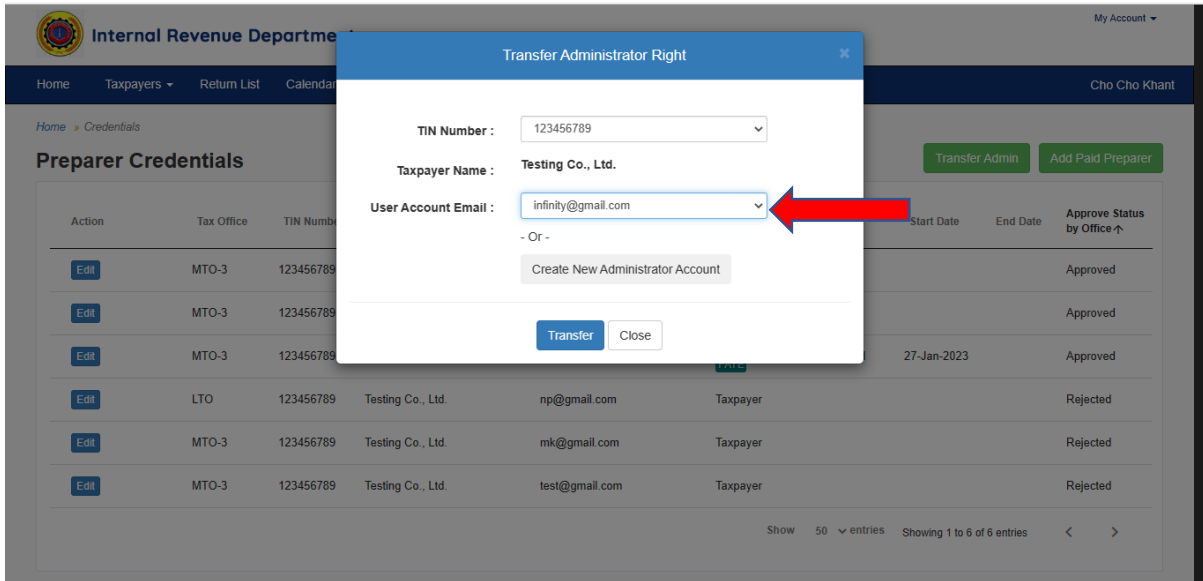 My Account
Internal Revenue Departme
Transfer Administrator Right
×
Home Taxpayers Return List Calendar Cho Cho Khant
Home » Credentials
Preparer Credentials
Transfer Admin Add Paid Preparer
TIN Number : 123456789
Taxpayer Name : Testing Co., Ltd.
User Account Email : infinity@gmail.com
- Or -
Create New Administrator Account
Transfer Close
Action Tax Office TIN Numbe Start Date End Date Approve Status
by Office
Edit MTO-3 123456789 Approved
Edit MTO-3 123456789 Approved
Edit MTO-3 123456789 27-Jan-2023 Approved
Edit LTO 123456789 Testing Co., Ltd. np@gmail.com Taxpayer Rejected
Edit MTO-3 123456789 Testing Co., Ltd. mk@gmail.com Taxpayer Rejected
Edit MTO-3 123456789 Testing Co., Ltd. test@gmail.com Taxpayer Rejected
Show 50 entries Showing 1 to 6 of 6 entries < >